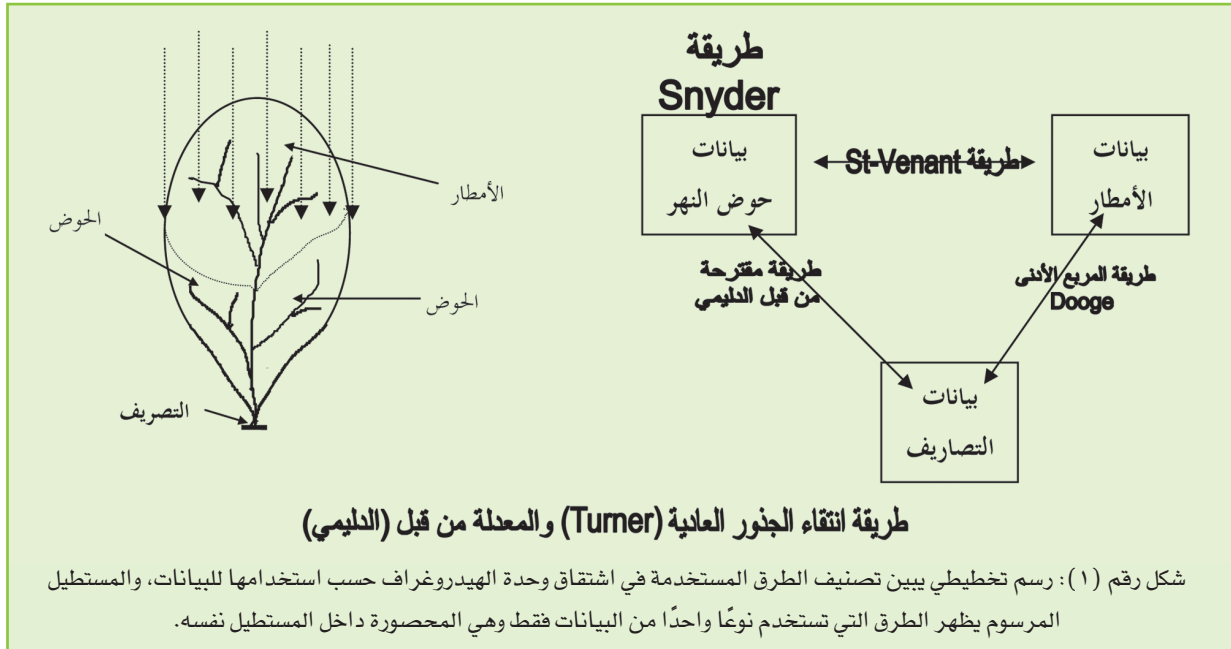 طريقة
Snyder
بيانات
حوض النهر
طريقة St-Venant
بيانات
الأمطار
طريقة مقترحة
من قبل الدليمي
طريقة المربع الأدنى
Dooge
بيانات
التصاريف
الأمطار
الحوض
الحوض
التصريف
طريقة انتقاء الجذور العادية (Turner) والمعدلة من قبل (الدليمي)
شكل رقم (١): رسم تخطيطي يبين تصنيف الطرق المستخدمة في اشتقاق وحدة الهيدروغراف حسب استخدامها للبيانات، والمستطيل
المرسوم يظهر الطرق التي تستخدم نوعًا واحدًا من البيانات فقط وهي المحصورة داخل المستطيل نفسه.